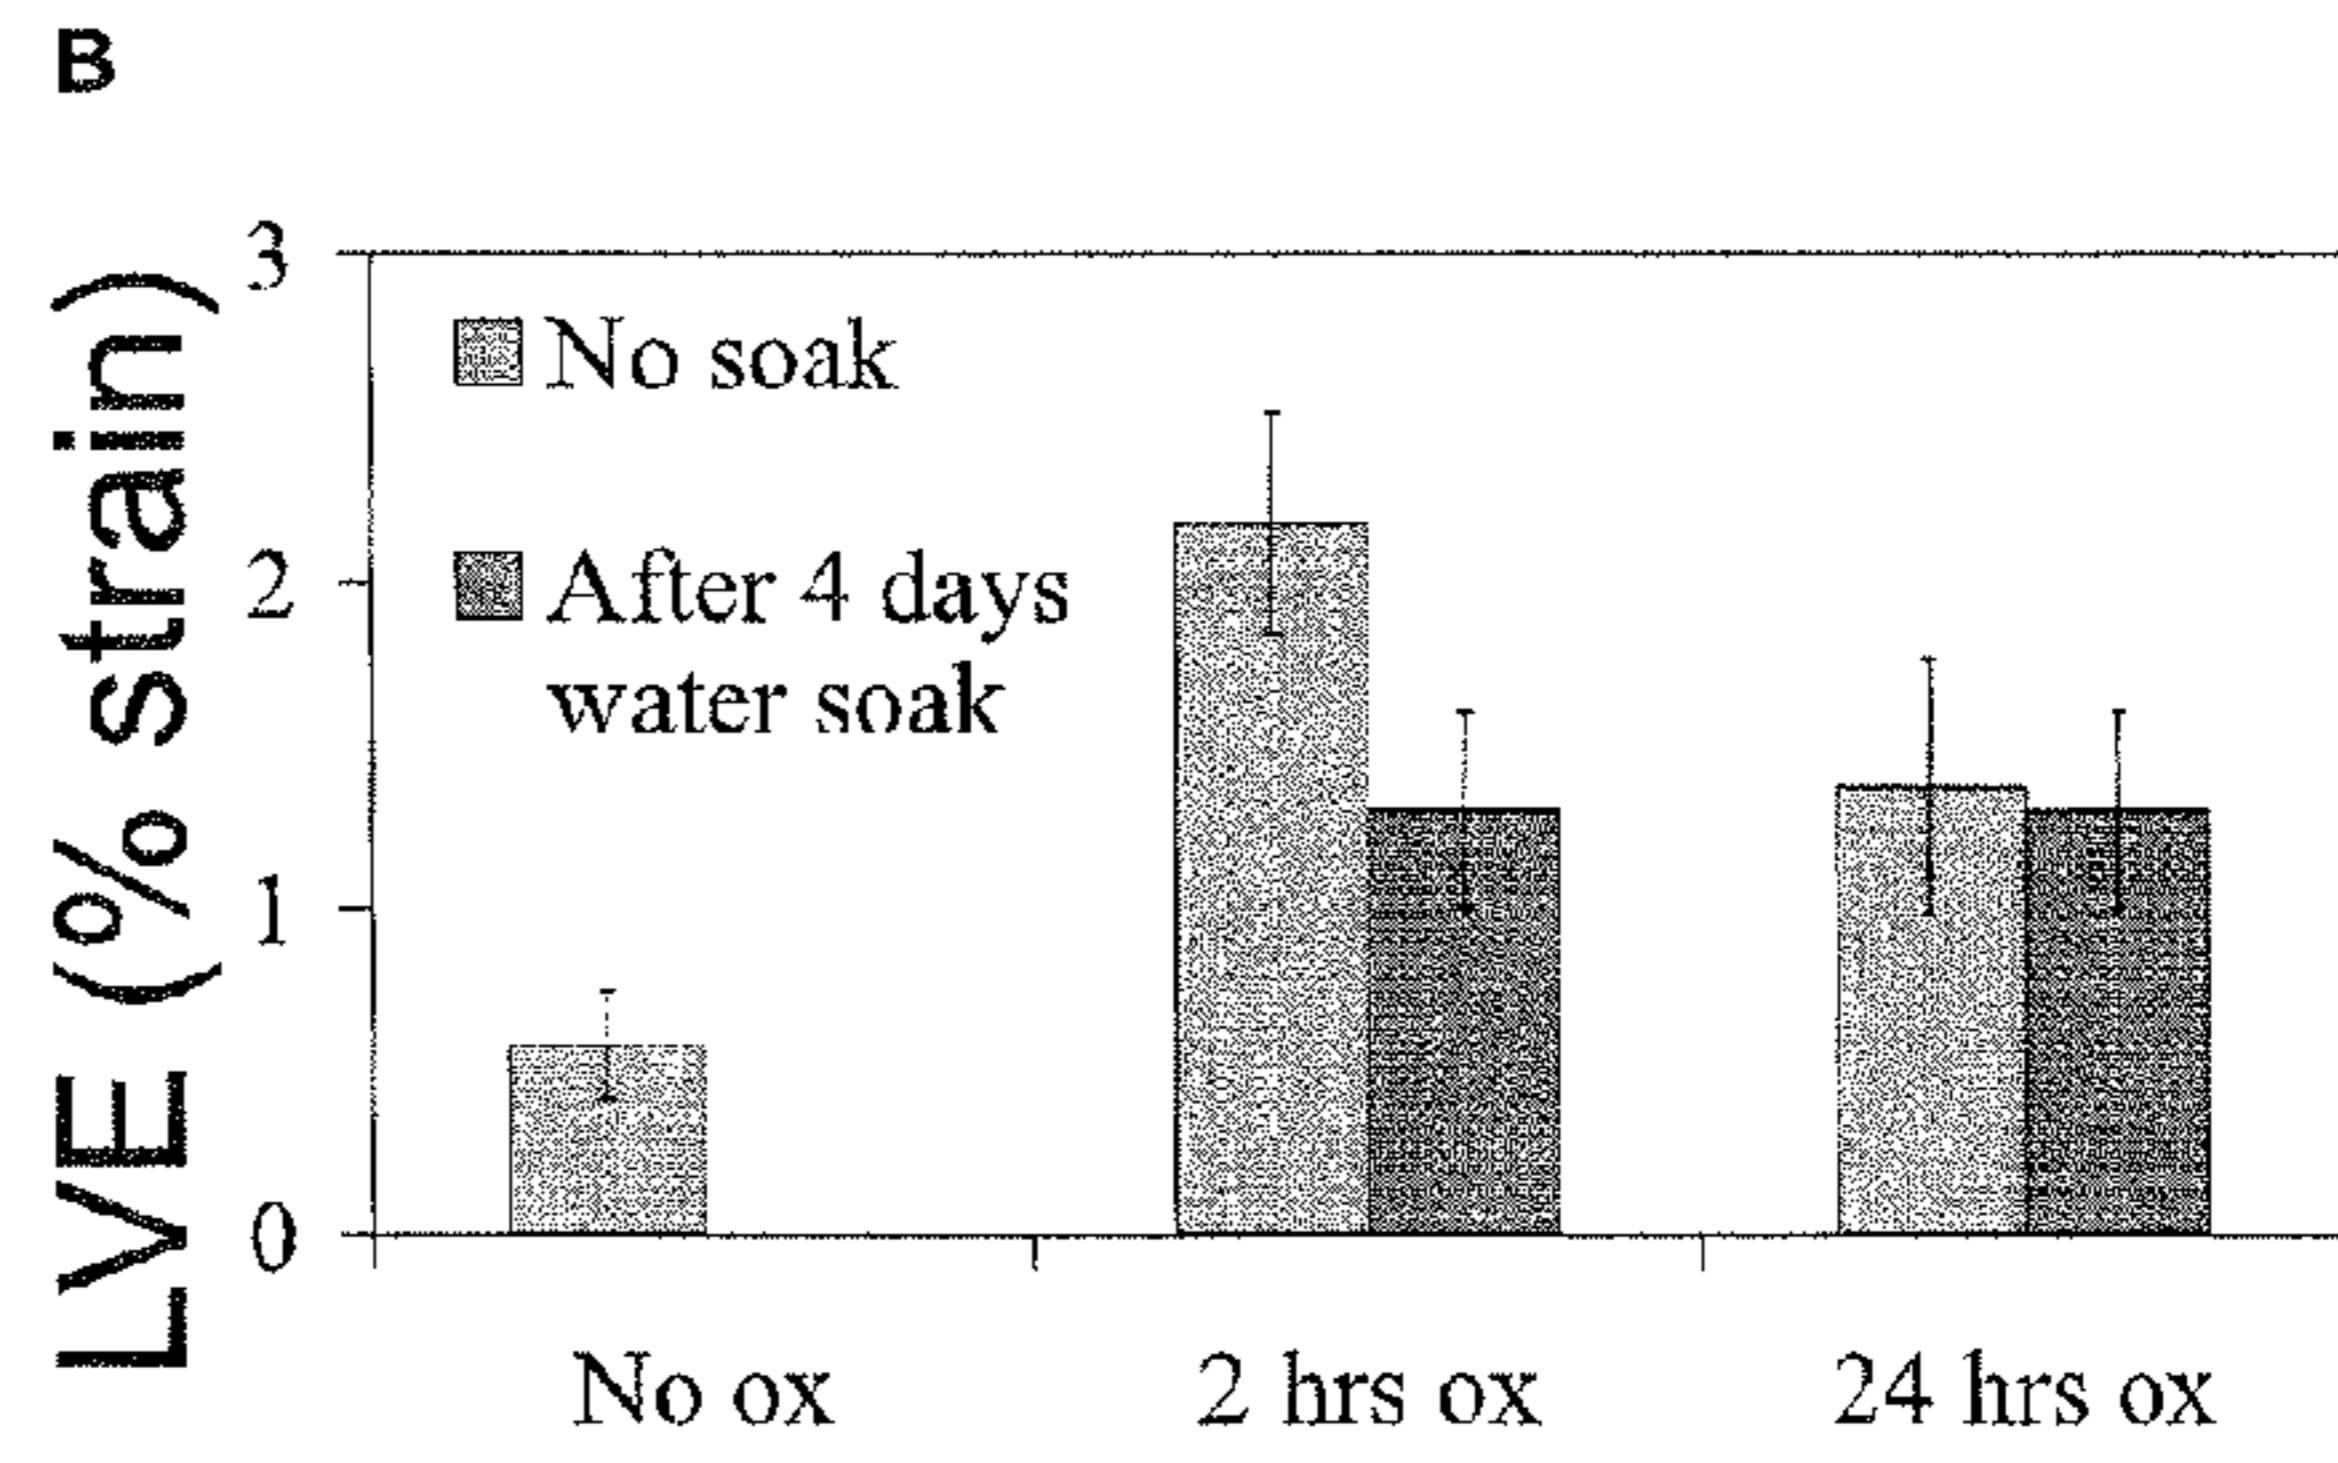 B
LVE (% strain)
3
2
1
0
No soak
After 4 days
water soak
No ox
2 hrs ox
24 hrs ox